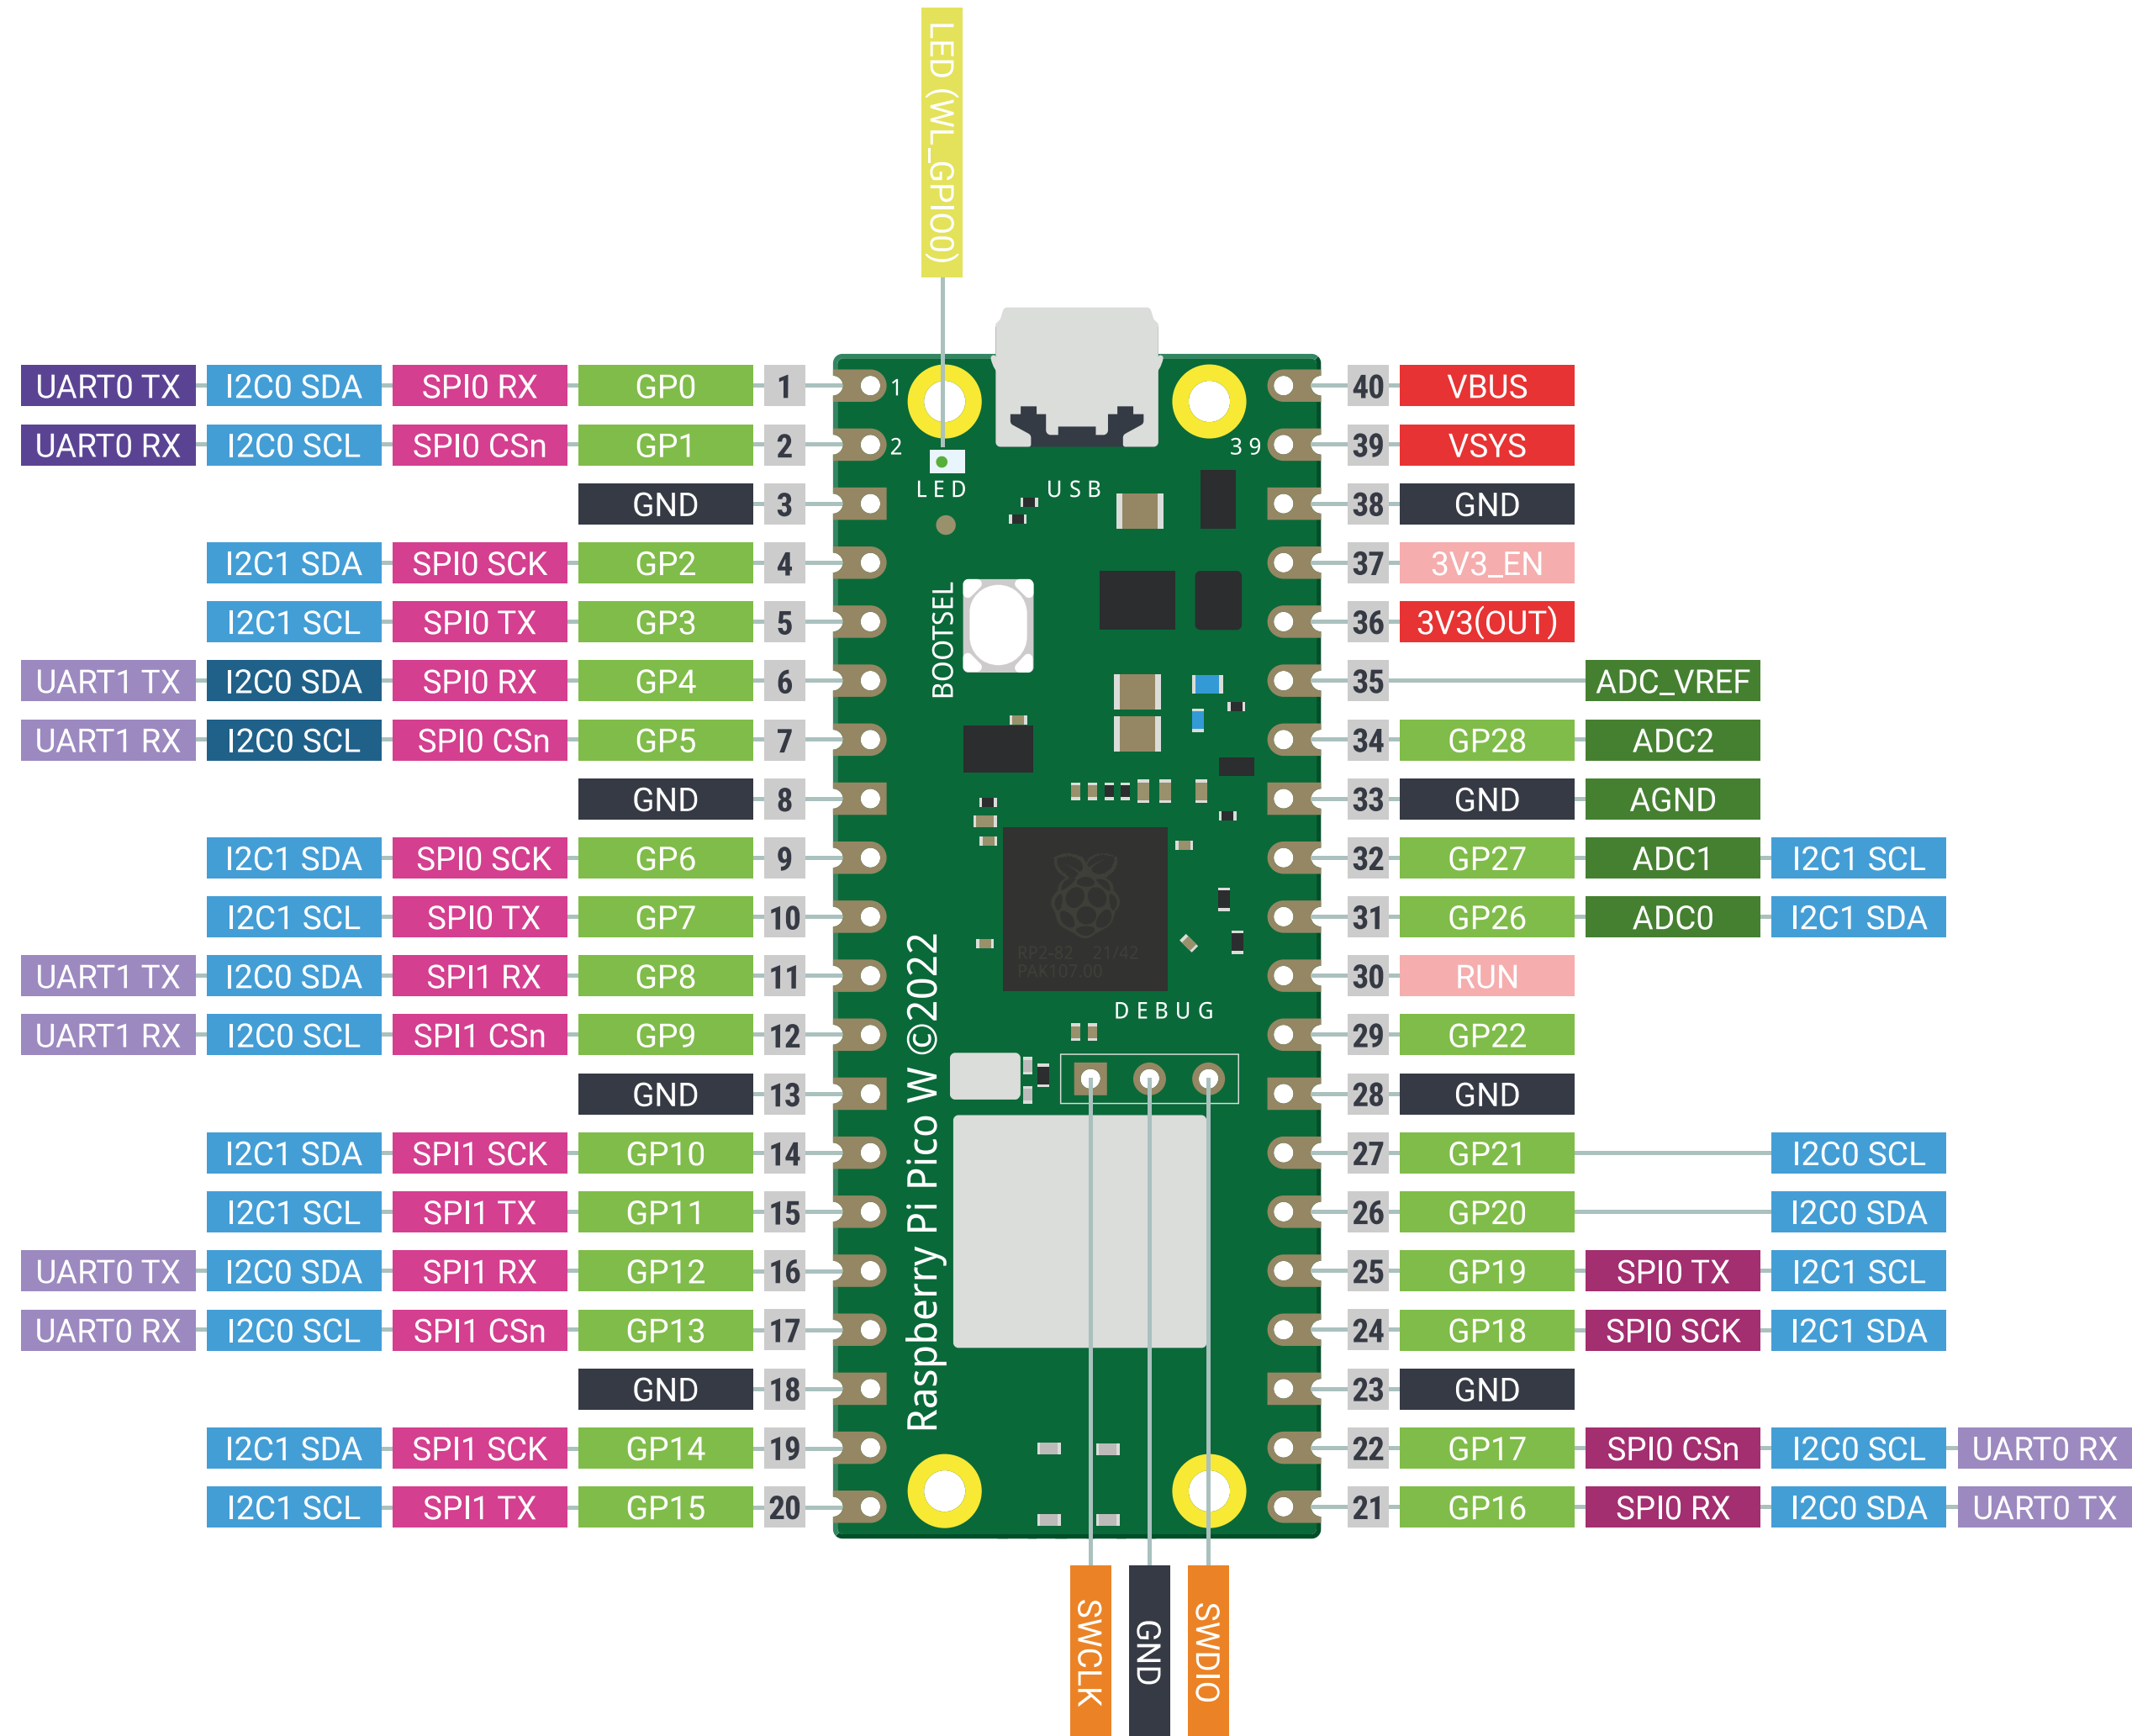 LED (WL_GPIO0)
UART0 TX I2C0 SDA SPI0 RX GP0 1 1 40 VBUS
UART0 RX I2C0 SCL SPI0 CSn GP1 2 2 39 39 VSYS
LED USB
GND 3 38 GND
I2C1 SDA SPI0 SCK GP2 4 37 3V3_EN
BOOTSEL
I2C1 SCL SPI0 TX GP3 5 36 3V3(OUT)
UART1 TX I2C0 SDA SPI0 RX GP4 6 35 ADC_VREF
UART1 RX I2C0 SCL SPI0 CSn GP5 7 34 GP28 ADC2
GND 8 33 GND AGND
I2C1 SDA SPI0 SCK GP6 9 32 GP27 ADC1 I2C1 SCL
I2C1 SCL SPI0 TX GP7 10 31 GP26 ADC0 I2C1 SDA
RP2-82 21/42
PAK107.00
UART1 TX I2C0 SDA SPI1 RX GP8 11 30 RUN
DEBUG
UART1 RX I2C0 SCL SPI1 CSn GP9 12 29 GP22
GND 13 28 GND
Raspberry Pi Pico W ©2022
I2C1 SDA SPI1 SCK GP10 14 27 GP21 I2C0 SCL
I2C1 SCL SPI1 TX GP11 15 26 GP20 I2C0 SDA
UART0 TX I2C0 SDA SPI1 RX GP12 16 25 GP19 SPI0 TX I2C1 SCL
UART0 RX I2C0 SCL SPI1 CSn GP13 17 24 GP18 SPI0 SCK I2C1 SDA
GND 18 23 GND
I2C1 SDA SPI1 SCK GP14 19 22 GP17 SPI0 CSn I2C0 SCL UART0 RX
I2C1 SCL SPI1 TX GP15 20 21 GP16 SPI0 RX I2C0 SDA UART0 TX
SWCLK
GND
SWDIO